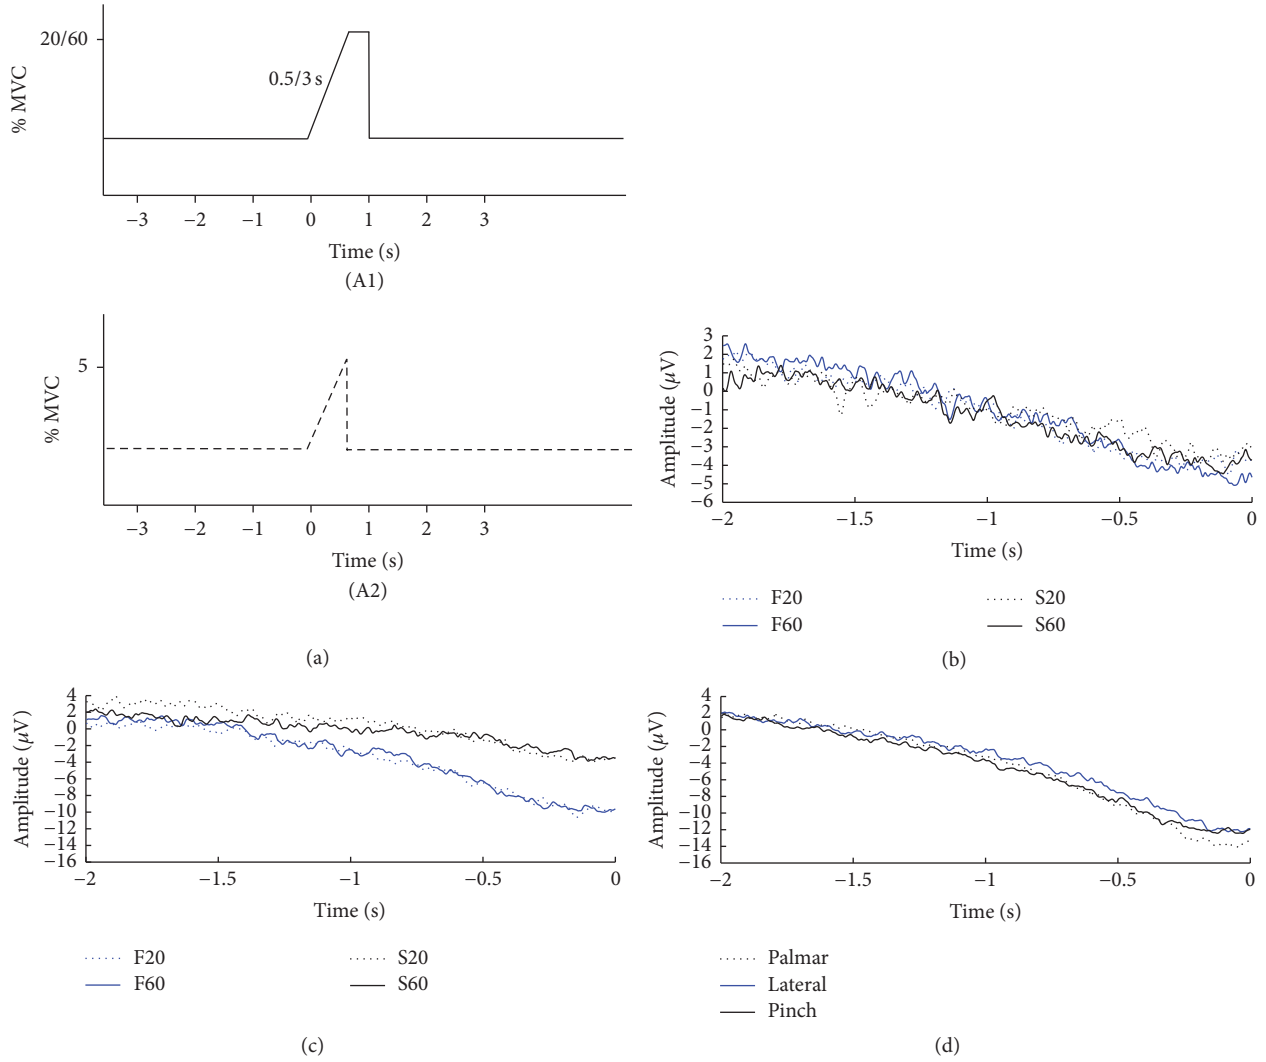 20/60
% MVC
0.5/3 s
−3 −2 −1 0 1 2 3
Time (s)
(A1)
5
% MVC
−3 −2 −1 0 1 2 3
Time (s)
(A2)
(a)
3
2
1
0
−1
−2
−3
−4
−5
−6
Amplitude (μV)
−2 −1.5 −1 −0.5 0
Time (s)
F20 S20
F60 S60
(b)
4
2
0
−2
−4
−6
−8
−10
−12
−14
−16
Amplitude (μV)
−2 −1.5 −1 −0.5 0
Time (s)
F20 S20
F60 S60
(c)
4
2
0
−2
−4
−6
−8
−10
−12
−14
−16
Amplitude (μV)
−2 −1.5 −1 −0.5 0
Time (s)
Palmar
Lateral
Pinch
(d)